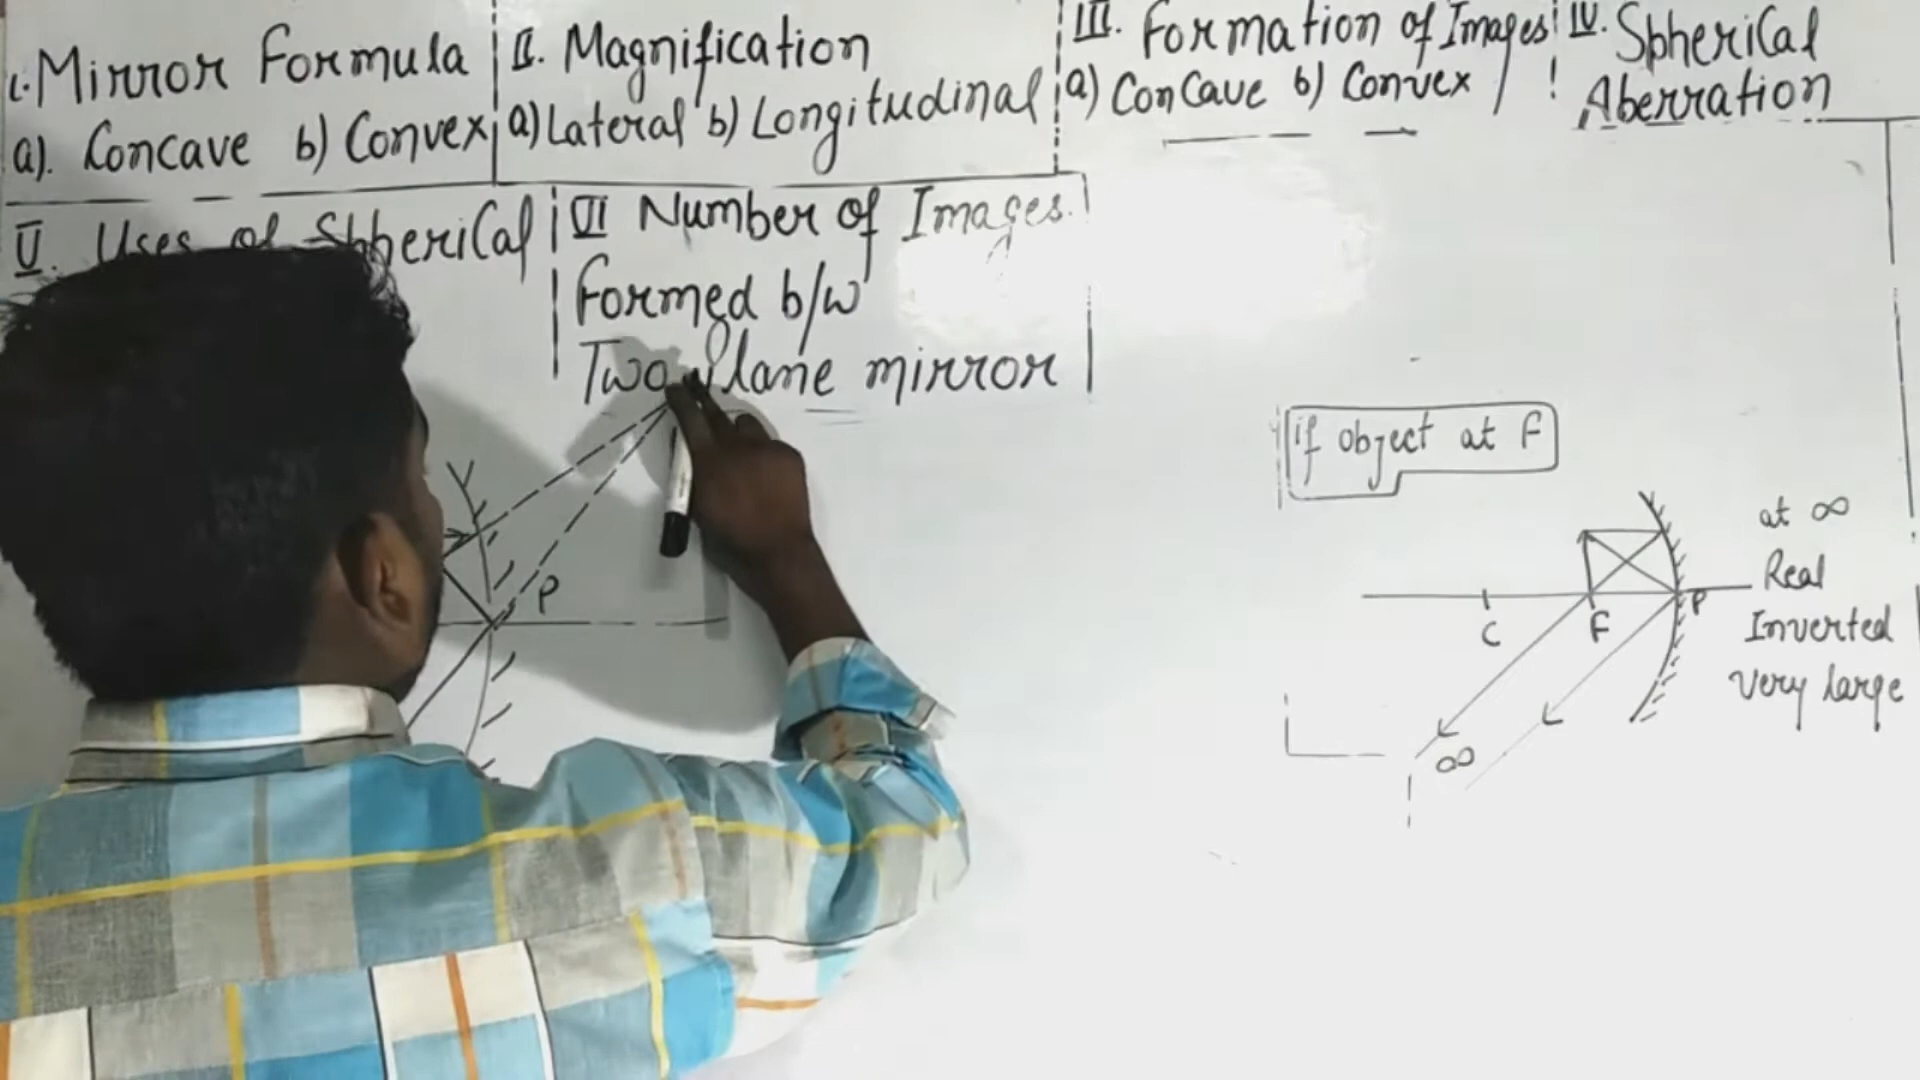 I. Mirror Formula
a). Concave b) Convex
II. Magnification
a) Lateral b) Longitudinal
III. Formation of Images
a) Concave b) Convex
IV. Spherical
Aberration
V. Uses of Spherical
VI Number of Images.
Formed b/w
Two Plane mirror
P
if object at F
C
F
P
∞
at ∞
Real
Inverted
very large